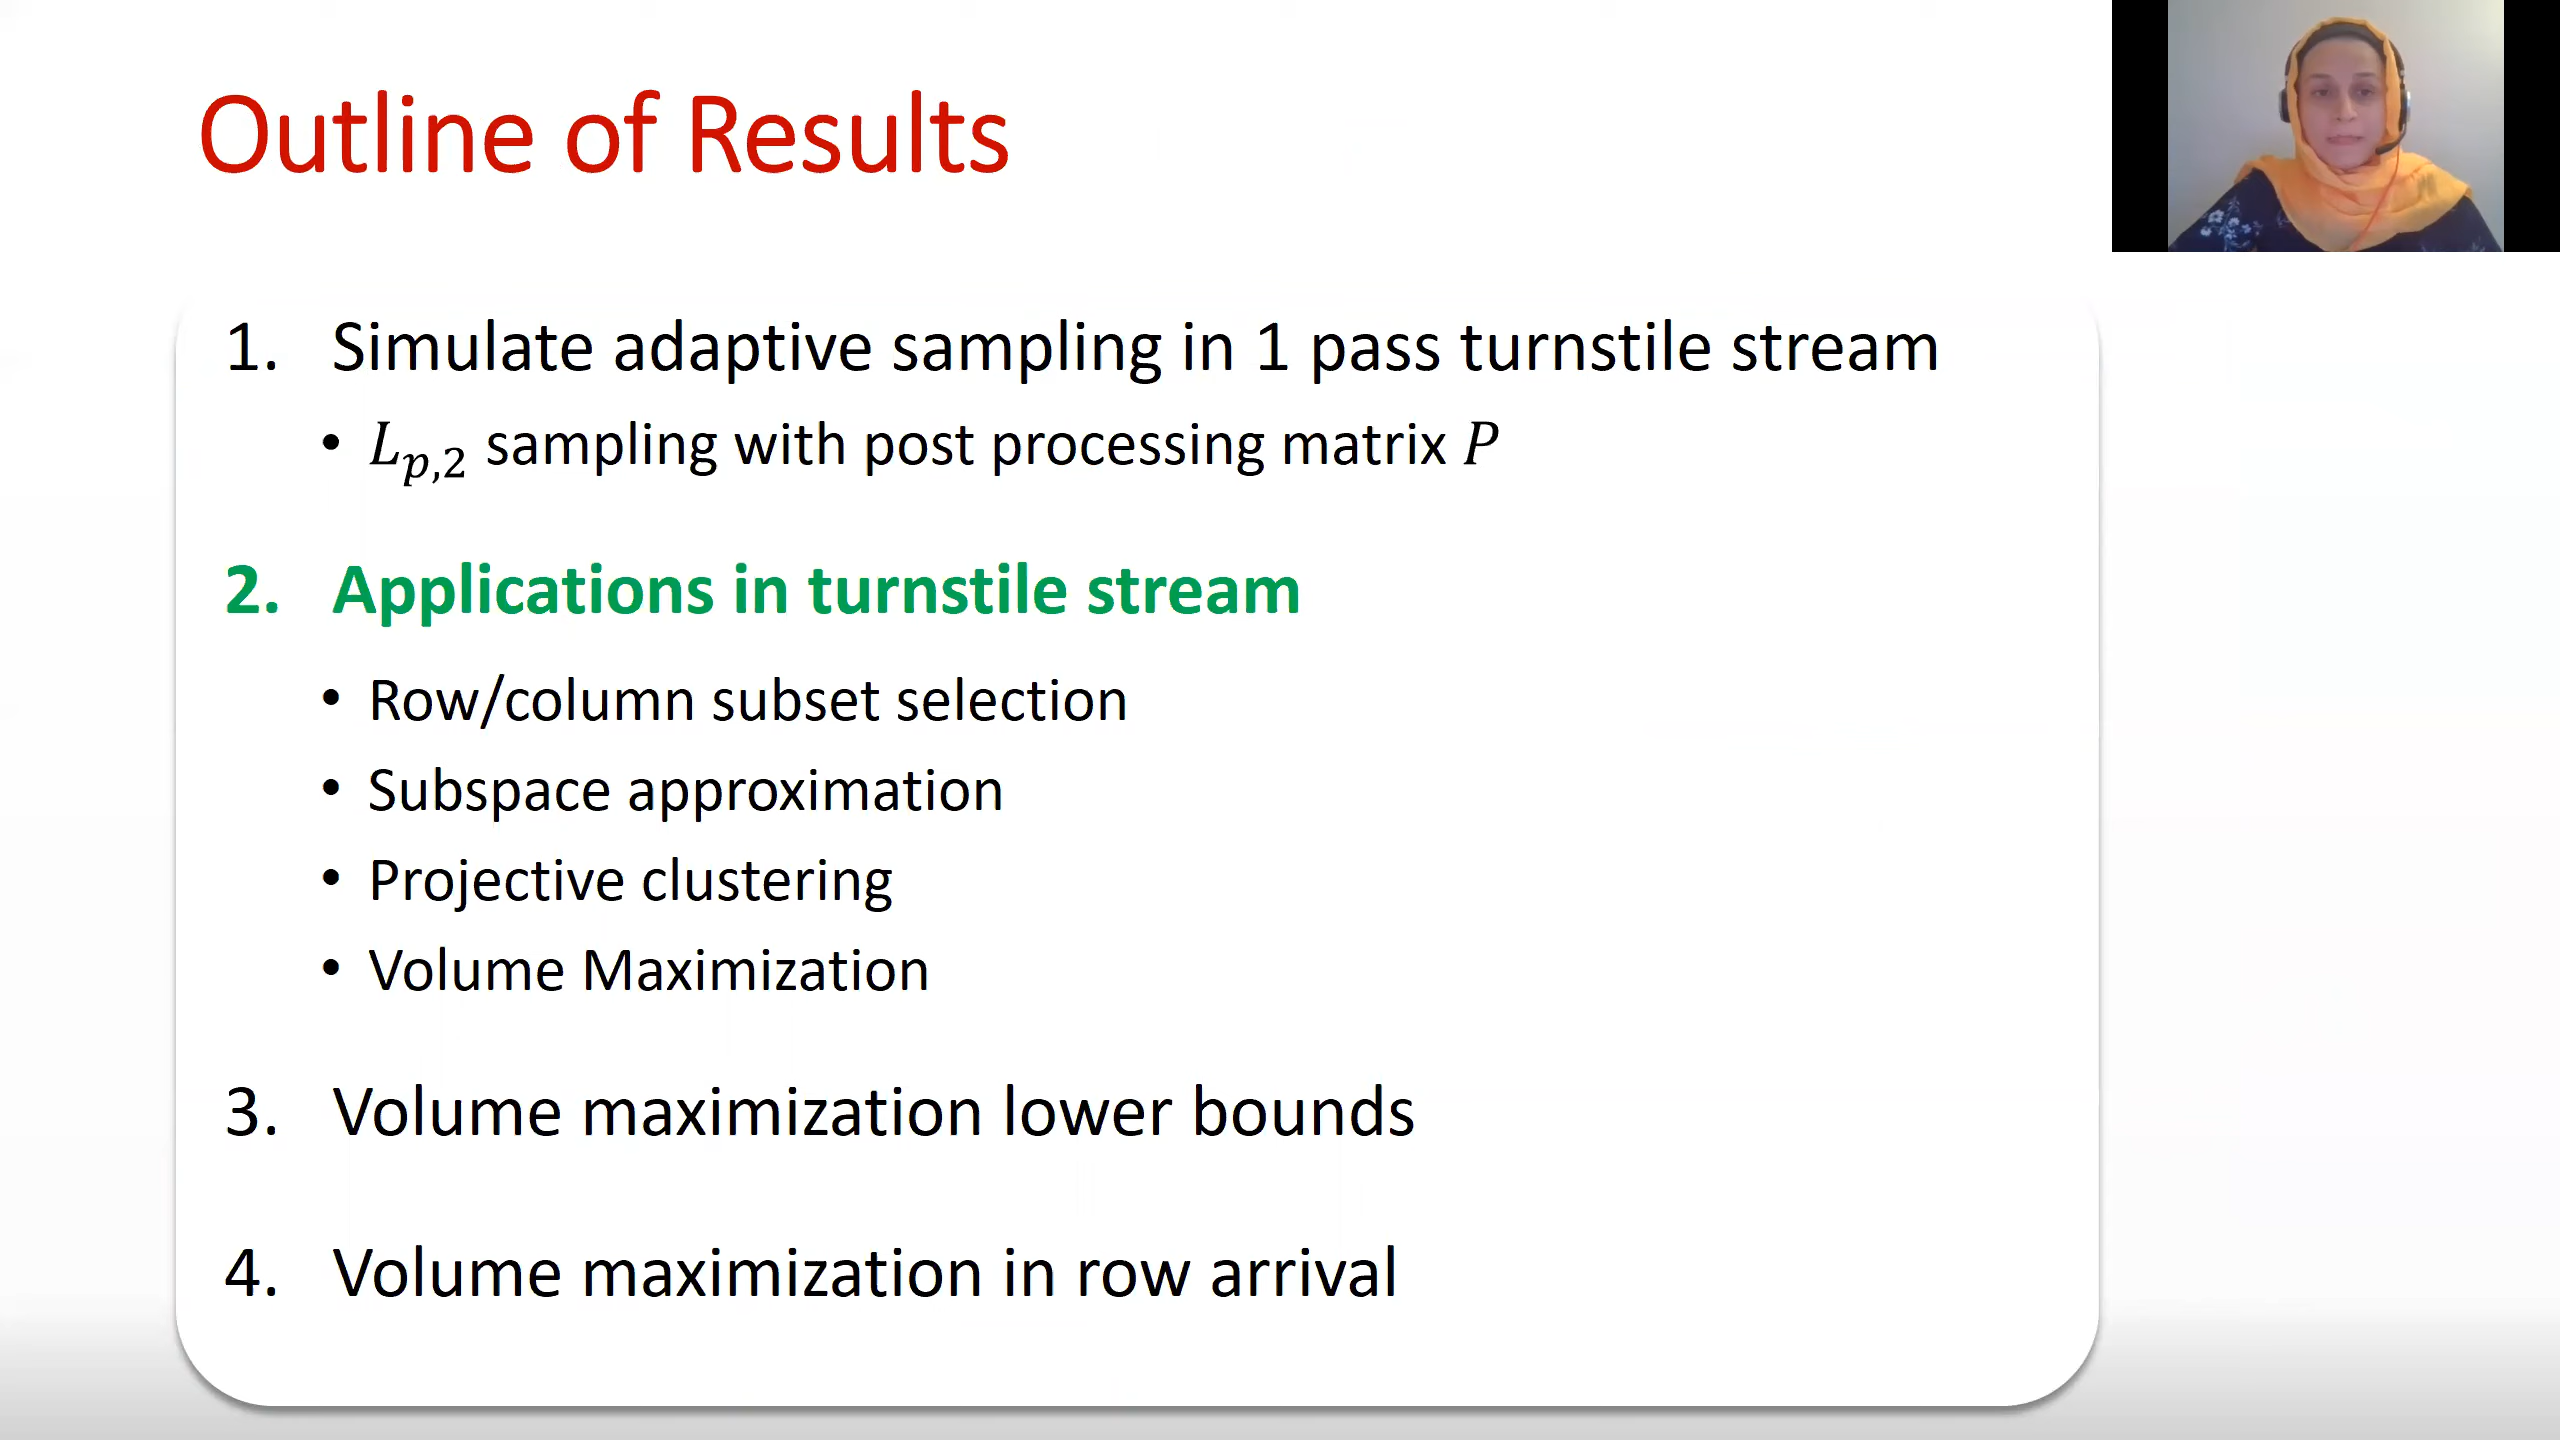 Outline of Results
1. Simulate adaptive sampling in 1 pass turnstile stream
• L_{p,2} sampling with post processing matrix P
2. Applications in turnstile stream
• Row/column subset selection
• Subspace approximation
• Projective clustering
• Volume Maximization
3. Volume maximization lower bounds
4. Volume maximization in row arrival